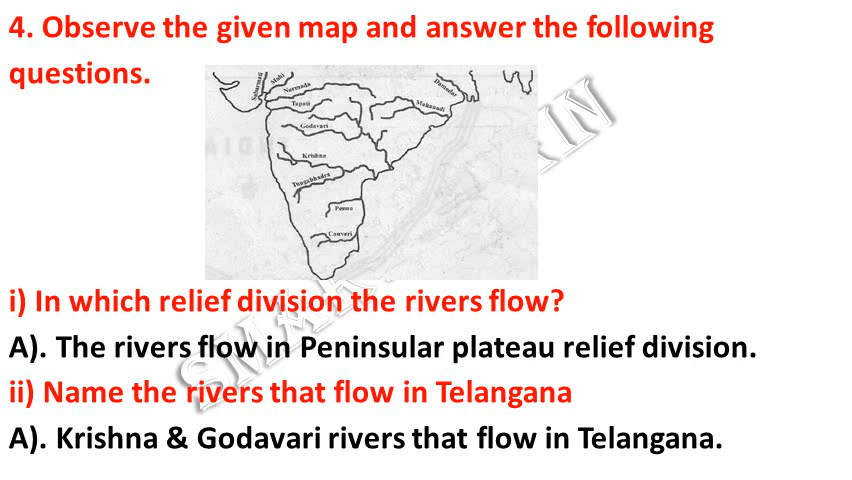 4. Observe the given map and answer the following
questions.
Sabarmati
Mahi
Narmada
Tapati
Damodar
Mahanadi
Godavari
Krishna
Tungabhadra
Penna
Cauveri
i) In which relief division the rivers flow?
A). The rivers flow in Peninsular plateau relief division.
ii) Name the rivers that flow in Telangana
A). Krishna & Godavari rivers that flow in Telangana.